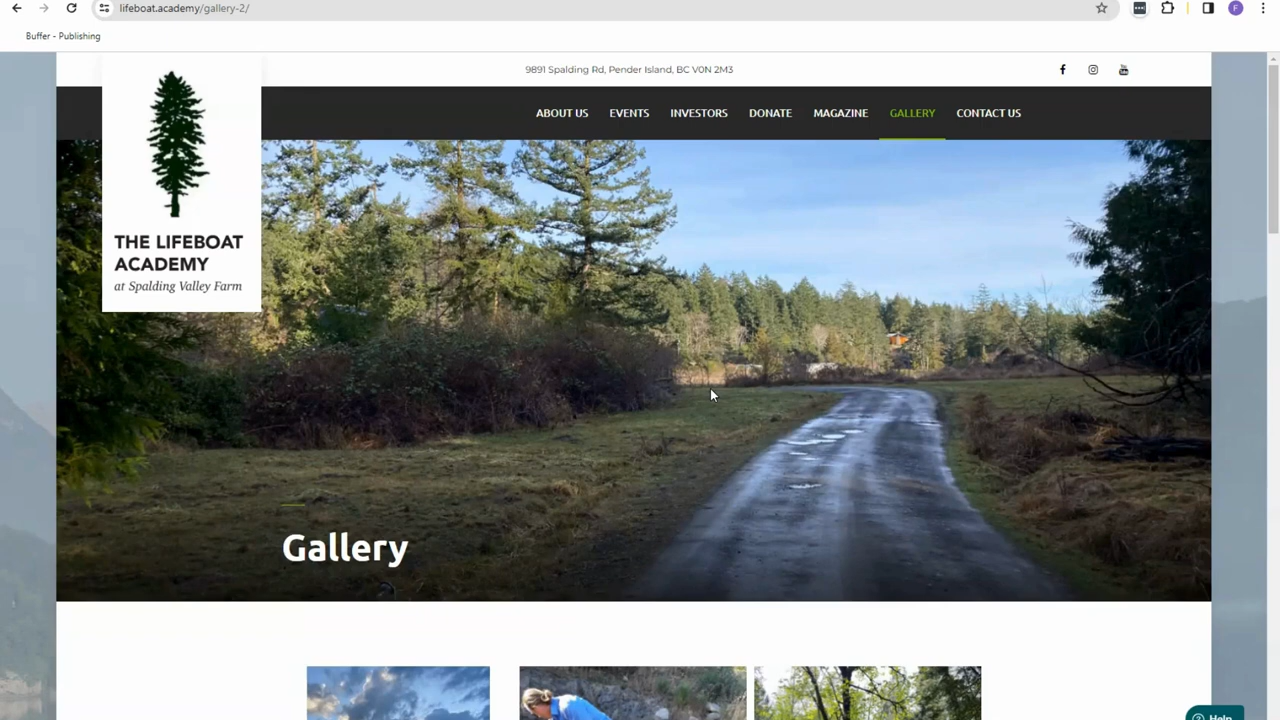 lifeboat.academy/gallery-2/
F
Buffer - Publishing
9891 Spalding Rd, Pender Island, BC V0N 2M3
ABOUT US EVENTS INVESTORS DONATE MAGAZINE GALLERY CONTACT US
THE LIFEBOAT
ACADEMY
at Spalding Valley Farm
Gallery
Help